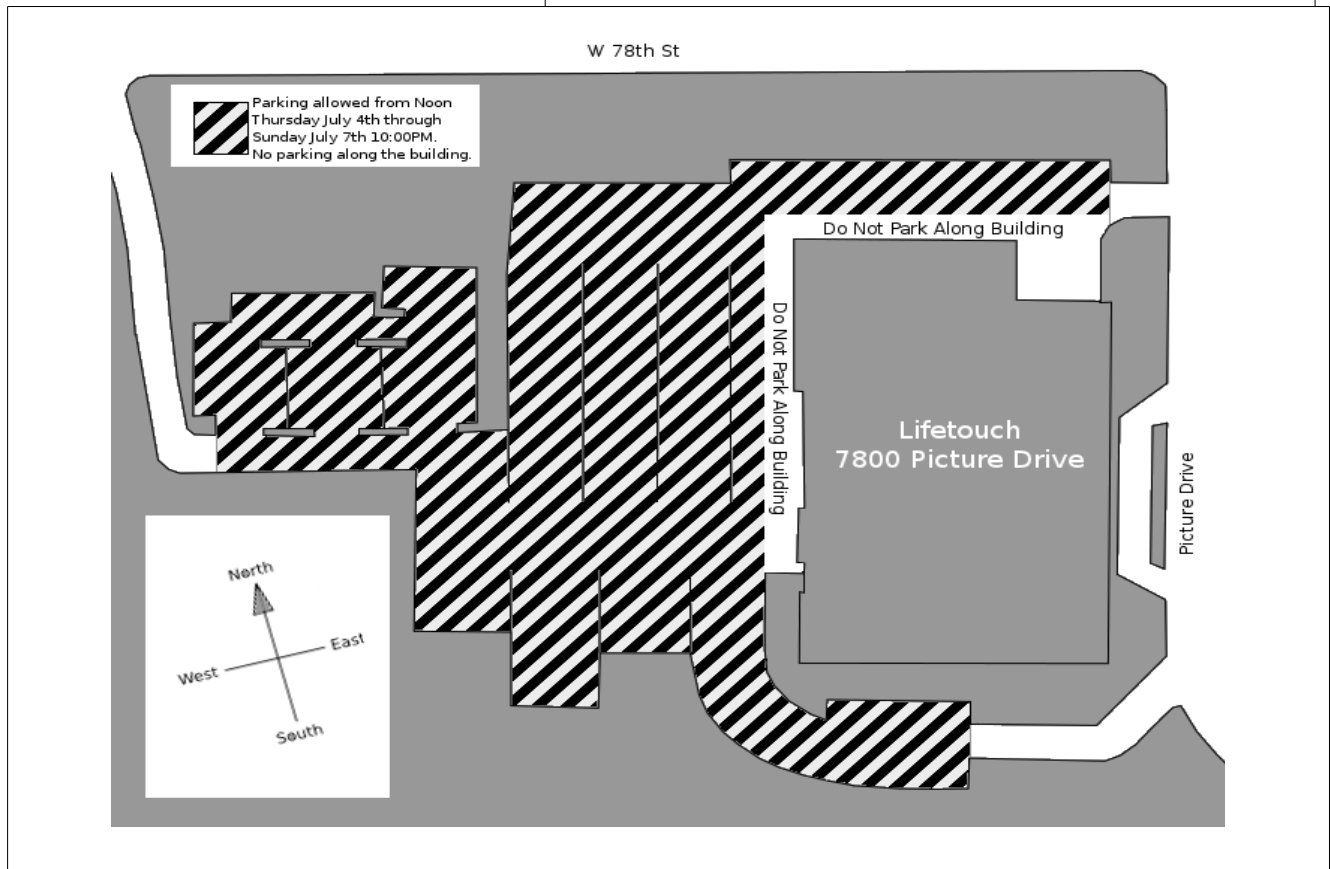 W 78th St
Parking allowed from Noon
Thursday July 4th through
Sunday July 7th 10:00PM.
No parking along the building.
Do Not Park Along Building
Do Not Park Along Building
Lifetouch
7800 Picture Drive
Picture Drive
North
East
West
South